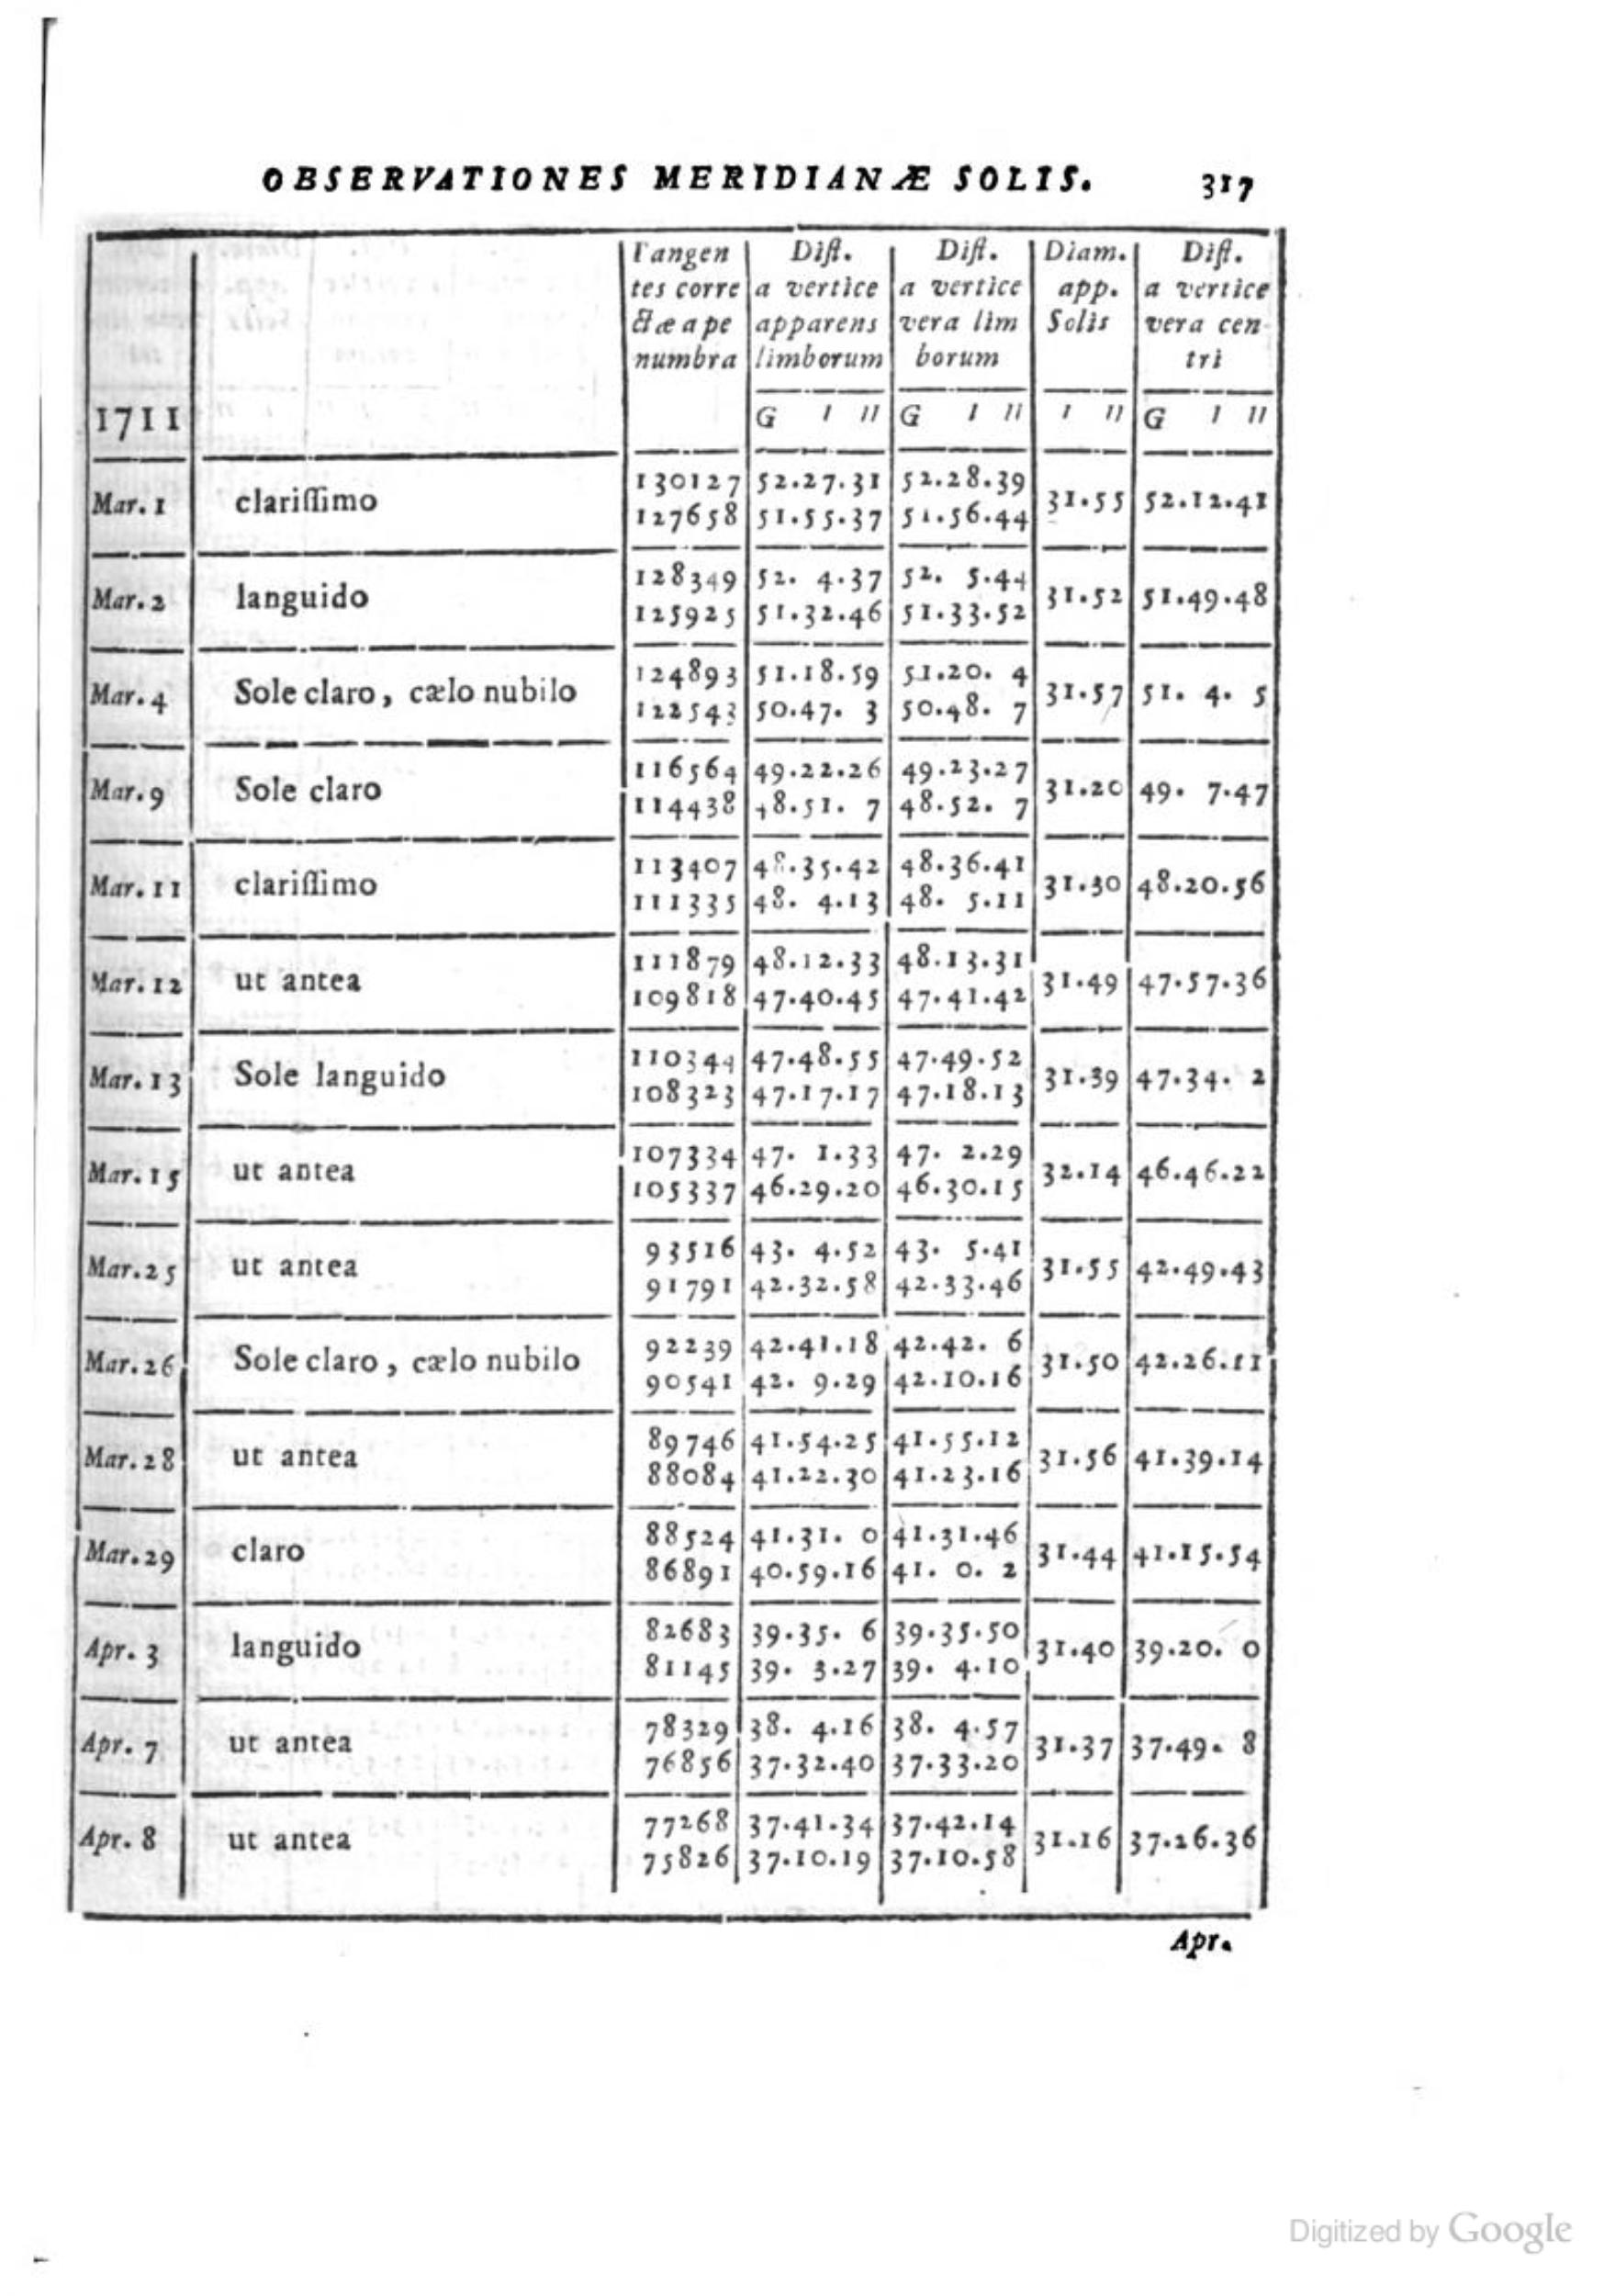 OBSERVATIONES MERIDIANÆ SOLIS. 317
Tangen Diſt. Diſt. Diam. Diſt.
tes corre a vertice a vertice app. a vertice
ctæ a pe apparens vera lim Solis vera cen-
numbra limborum borum tri
1711 G I II G I II I II G I II
130127 52.27.31 52.28.39
Mar. 1 clariſſimo 31.55 52.12.41
127658 51.55.37 51.56.44
128349 52. 4.37 52. 5.44
Mar. 2 languido 31.52 51.49.48
125925 51.32.46 51.33.52
124893 51.18.59 51.20. 4
Mar. 4 Sole claro, cælo nubilo 31.57 51. 4. 5
122543 50.47. 3 50.48. 7
116564 49.22.26 49.23.27
Mar. 9 Sole claro 31.20 49. 7.47
114438 48.51. 7 48.52. 7
113407 48.35.42 48.36.41
Mar. 11 clariſſimo 31.30 48.20.56
111335 48. 4.13 48. 5.11
111879 48.12.33 48.13.31
Mar. 12 ut antea 31.49 47.57.36
109818 47.40.45 47.41.42
110344 47.48.55 47.49.52
Mar. 13 Sole languido 31.39 47.34. 2
108323 47.17.17 47.18.13
107334 47. 1.33 47. 2.29
Mar. 15 ut antea 32.14 46.46.22
105337 46.29.20 46.30.15
93516 43. 4.52 43. 5.41
Mar. 25 ut antea 31.55 42.49.43
91791 42.32.58 42.33.46
92239 42.41.18 42.42. 6
Mar. 26 Sole claro, cælo nubilo 31.50 42.26.11
90541 42. 9.29 42.10.16
89746 41.54.25 41.55.12
Mar. 28 ut antea 31.56 41.39.14
88084 41.22.30 41.23.16
88524 41.31. 0 41.31.46
Mar. 29 claro 31.44 41.15.54
86891 40.59.16 41. 0. 2
82683 39.35. 6 39.35.50
Apr. 3 languido 31.40 39.20. 0
81145 39. 3.27 39. 4.10
78329 38. 4.16 38. 4.57
Apr. 7 ut antea 31.37 37.49. 8
76856 37.32.40 37.33.20
77268 37.41.34 37.42.14
Apr. 8 ut antea 31.16 37.26.36
75826 37.10.19 37.10.58
Apr.
Digitized by Google